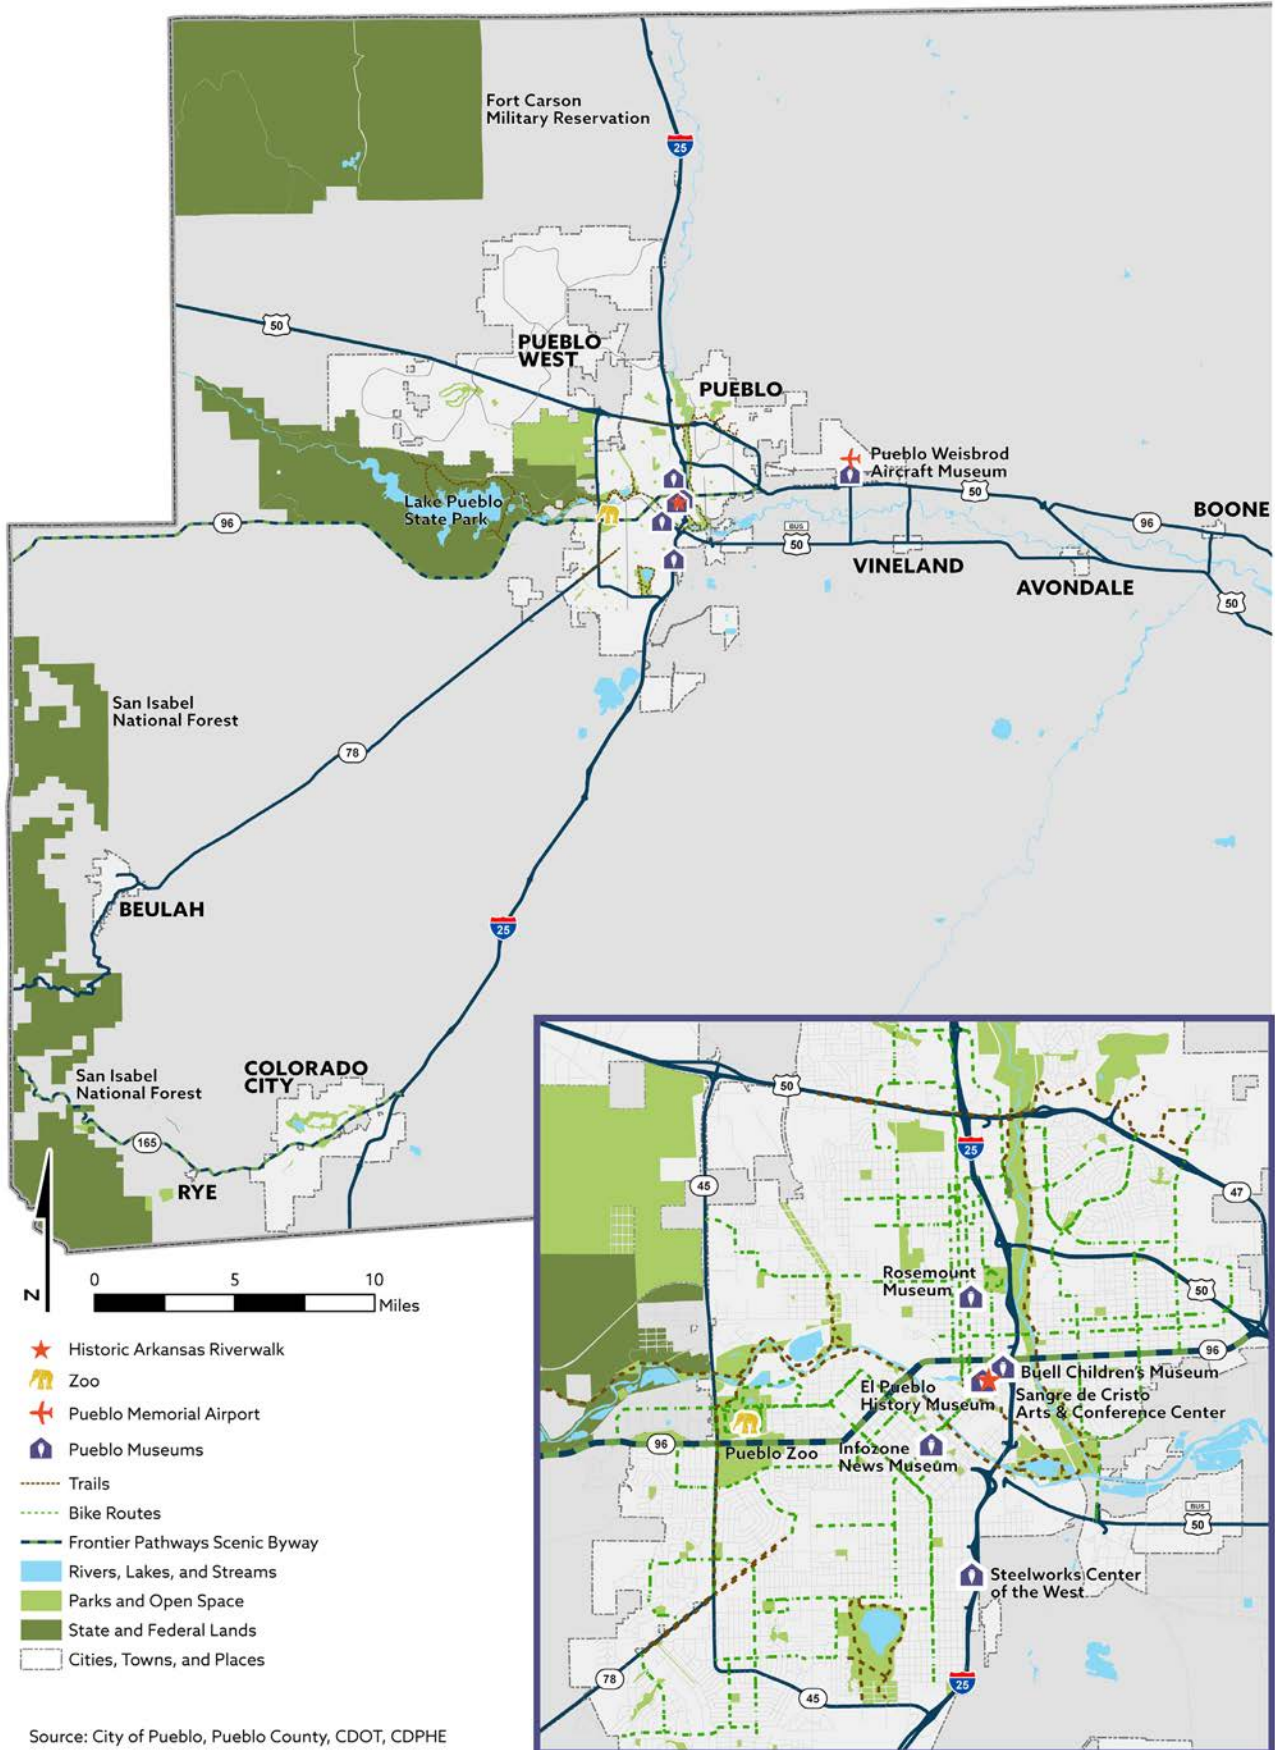 Fort Carson
Military Reservation
25
50
PUEBLO
WEST
PUEBLO
Pueblo Weisbrod
Aircraft Museum
50
BOONE
Lake Pueblo
State Park
96
96
BUS
50
VINELAND
AVONDALE
50
San Isabel
National Forest
78
BEULAH
25
San Isabel
National Forest
COLORADO
CITY
165
RYE
N
0 5 10
Miles
Historic Arkansas Riverwalk
Zoo
Pueblo Memorial Airport
Pueblo Museums
Trails
Bike Routes
Frontier Pathways Scenic Byway
Rivers, Lakes, and Streams
Parks and Open Space
State and Federal Lands
Cities, Towns, and Places
Source: City of Pueblo, Pueblo County, CDOT, CDPHE
50
25
45
47
Rosemount
Museum
50
96
Buell Children's Museum
El Pueblo
History Museum
Sangre de Cristo
Arts & Conference Center
96
Pueblo Zoo
Infozone
News Museum
BUS
50
Steelworks Center
of the West
78
45
25